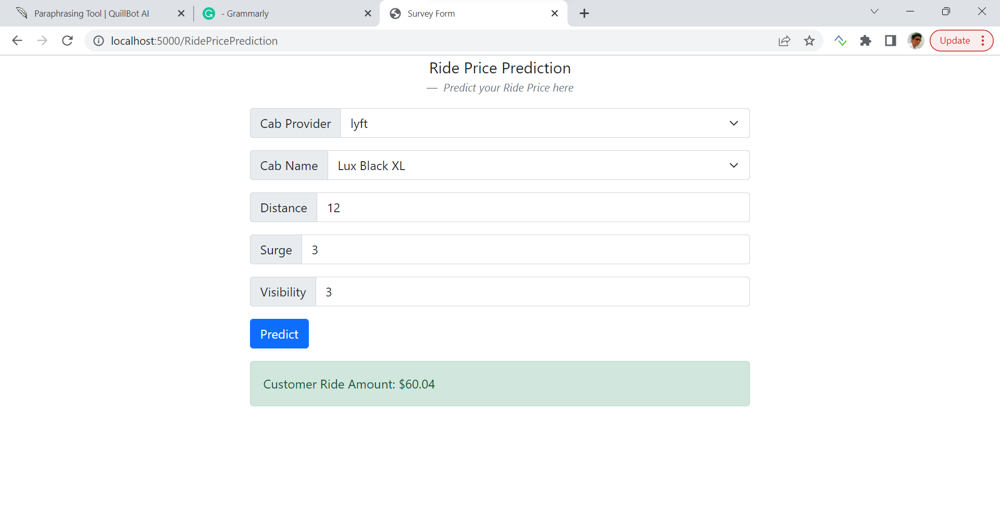 Paraphrasing Tool | QuillBot AI
- Grammarly
Survey Form
localhost:5000/RidePricePrediction
Update
Ride Price Prediction
— Predict your Ride Price here
Cab Provider lyft
Cab Name Lux Black XL
Distance 12
Surge 3
Visibility 3
Predict
Customer Ride Amount: $60.04